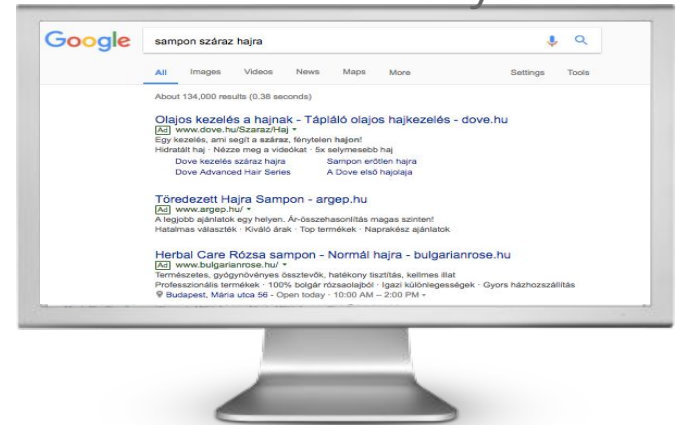 Google
sampon száraz hajra
All Images Videos News Maps More Settings Tools
About 134,000 results (0.38 seconds)
Olajos kezelés a hajnak - Tápláló olajos hajkezelés - dove.hu
Ad www.dove.hu/Szaraz/Haj
Egy kezelés, ami segít a száraz, fénytelen hajon!
Hidratált haj · Nézze meg a videókat · 5x selymesebb haj
Dove kezelés száraz hajra Sampon erőtlen hajra
Dove Advanced Hair Series A Dove első hajolaja
Töredezett Hajra Sampon - argep.hu
Ad www.argep.hu/
A legjobb ajánlatok egy helyen. Ár-összehasonlítás magas szinten!
Hatalmas választék · Kiváló árak · Top termékek · Naprakész ajánlatok
Herbal Care Rózsa sampon - Normál hajra - bulgarianrose.hu
Ad www.bulgarianrose.hu/
Természetes, gyógynövényes össztevők, hatékony tisztítás, kellmes illat
Professzionális termékek · 100% bolgár rózsaolajból · Igazi különlegességek · Gyors házhozszállítás
Budapest, Mária utca 56 - Open today · 10:00 AM – 2:00 PM